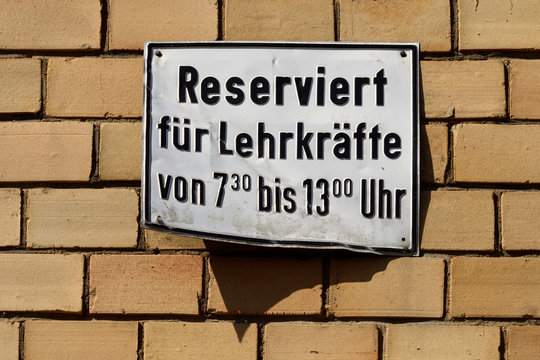 Reserviert
für Lehrkräfte
von 7³⁰ bis 13⁰⁰ Uhr